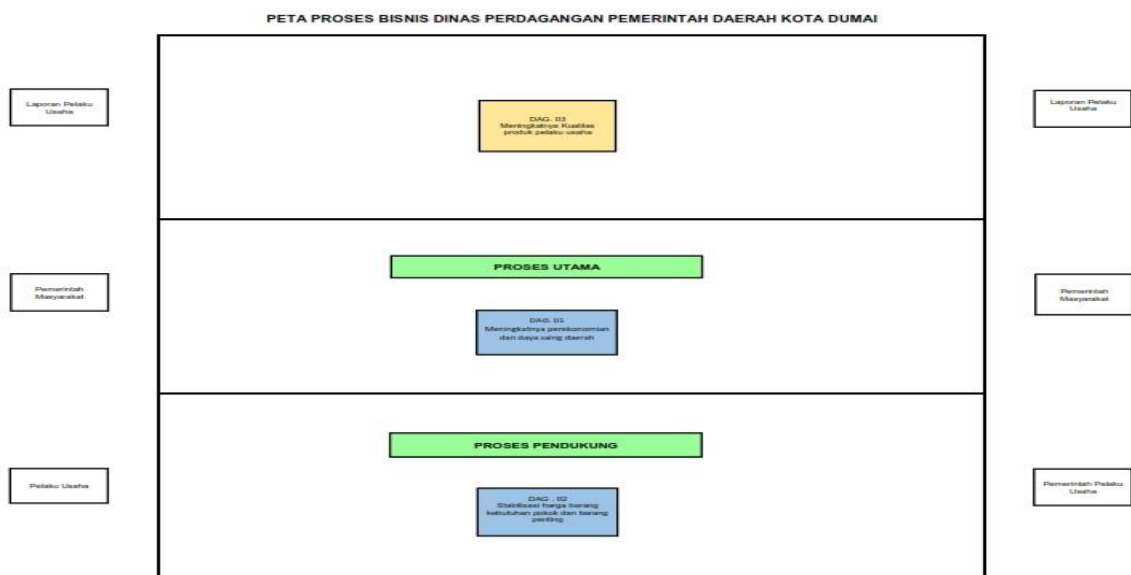 PETA PROSES BISNIS DINAS PERDAGANGAN PEMERINTAH DAERAH KOTA DUMAI
Laporan Pelaku
Usaha
DAG. 03
Meningkatnya Kualitas
produk pelaku usaha
Laporan Pelaku
Usaha
PROSES UTAMA
Pemerintah
Masyarakat
DAG. 01
Meningkatnya perekonomian
dan daya saing daerah
Pemerintah
Masyarakat
PROSES PENDUKUNG
Pelaku Usaha
DAG . 02
Stabilisasi harga barang
kebutuhan pokok dan barang
penting
Pemerintah Pelaku
Usaha